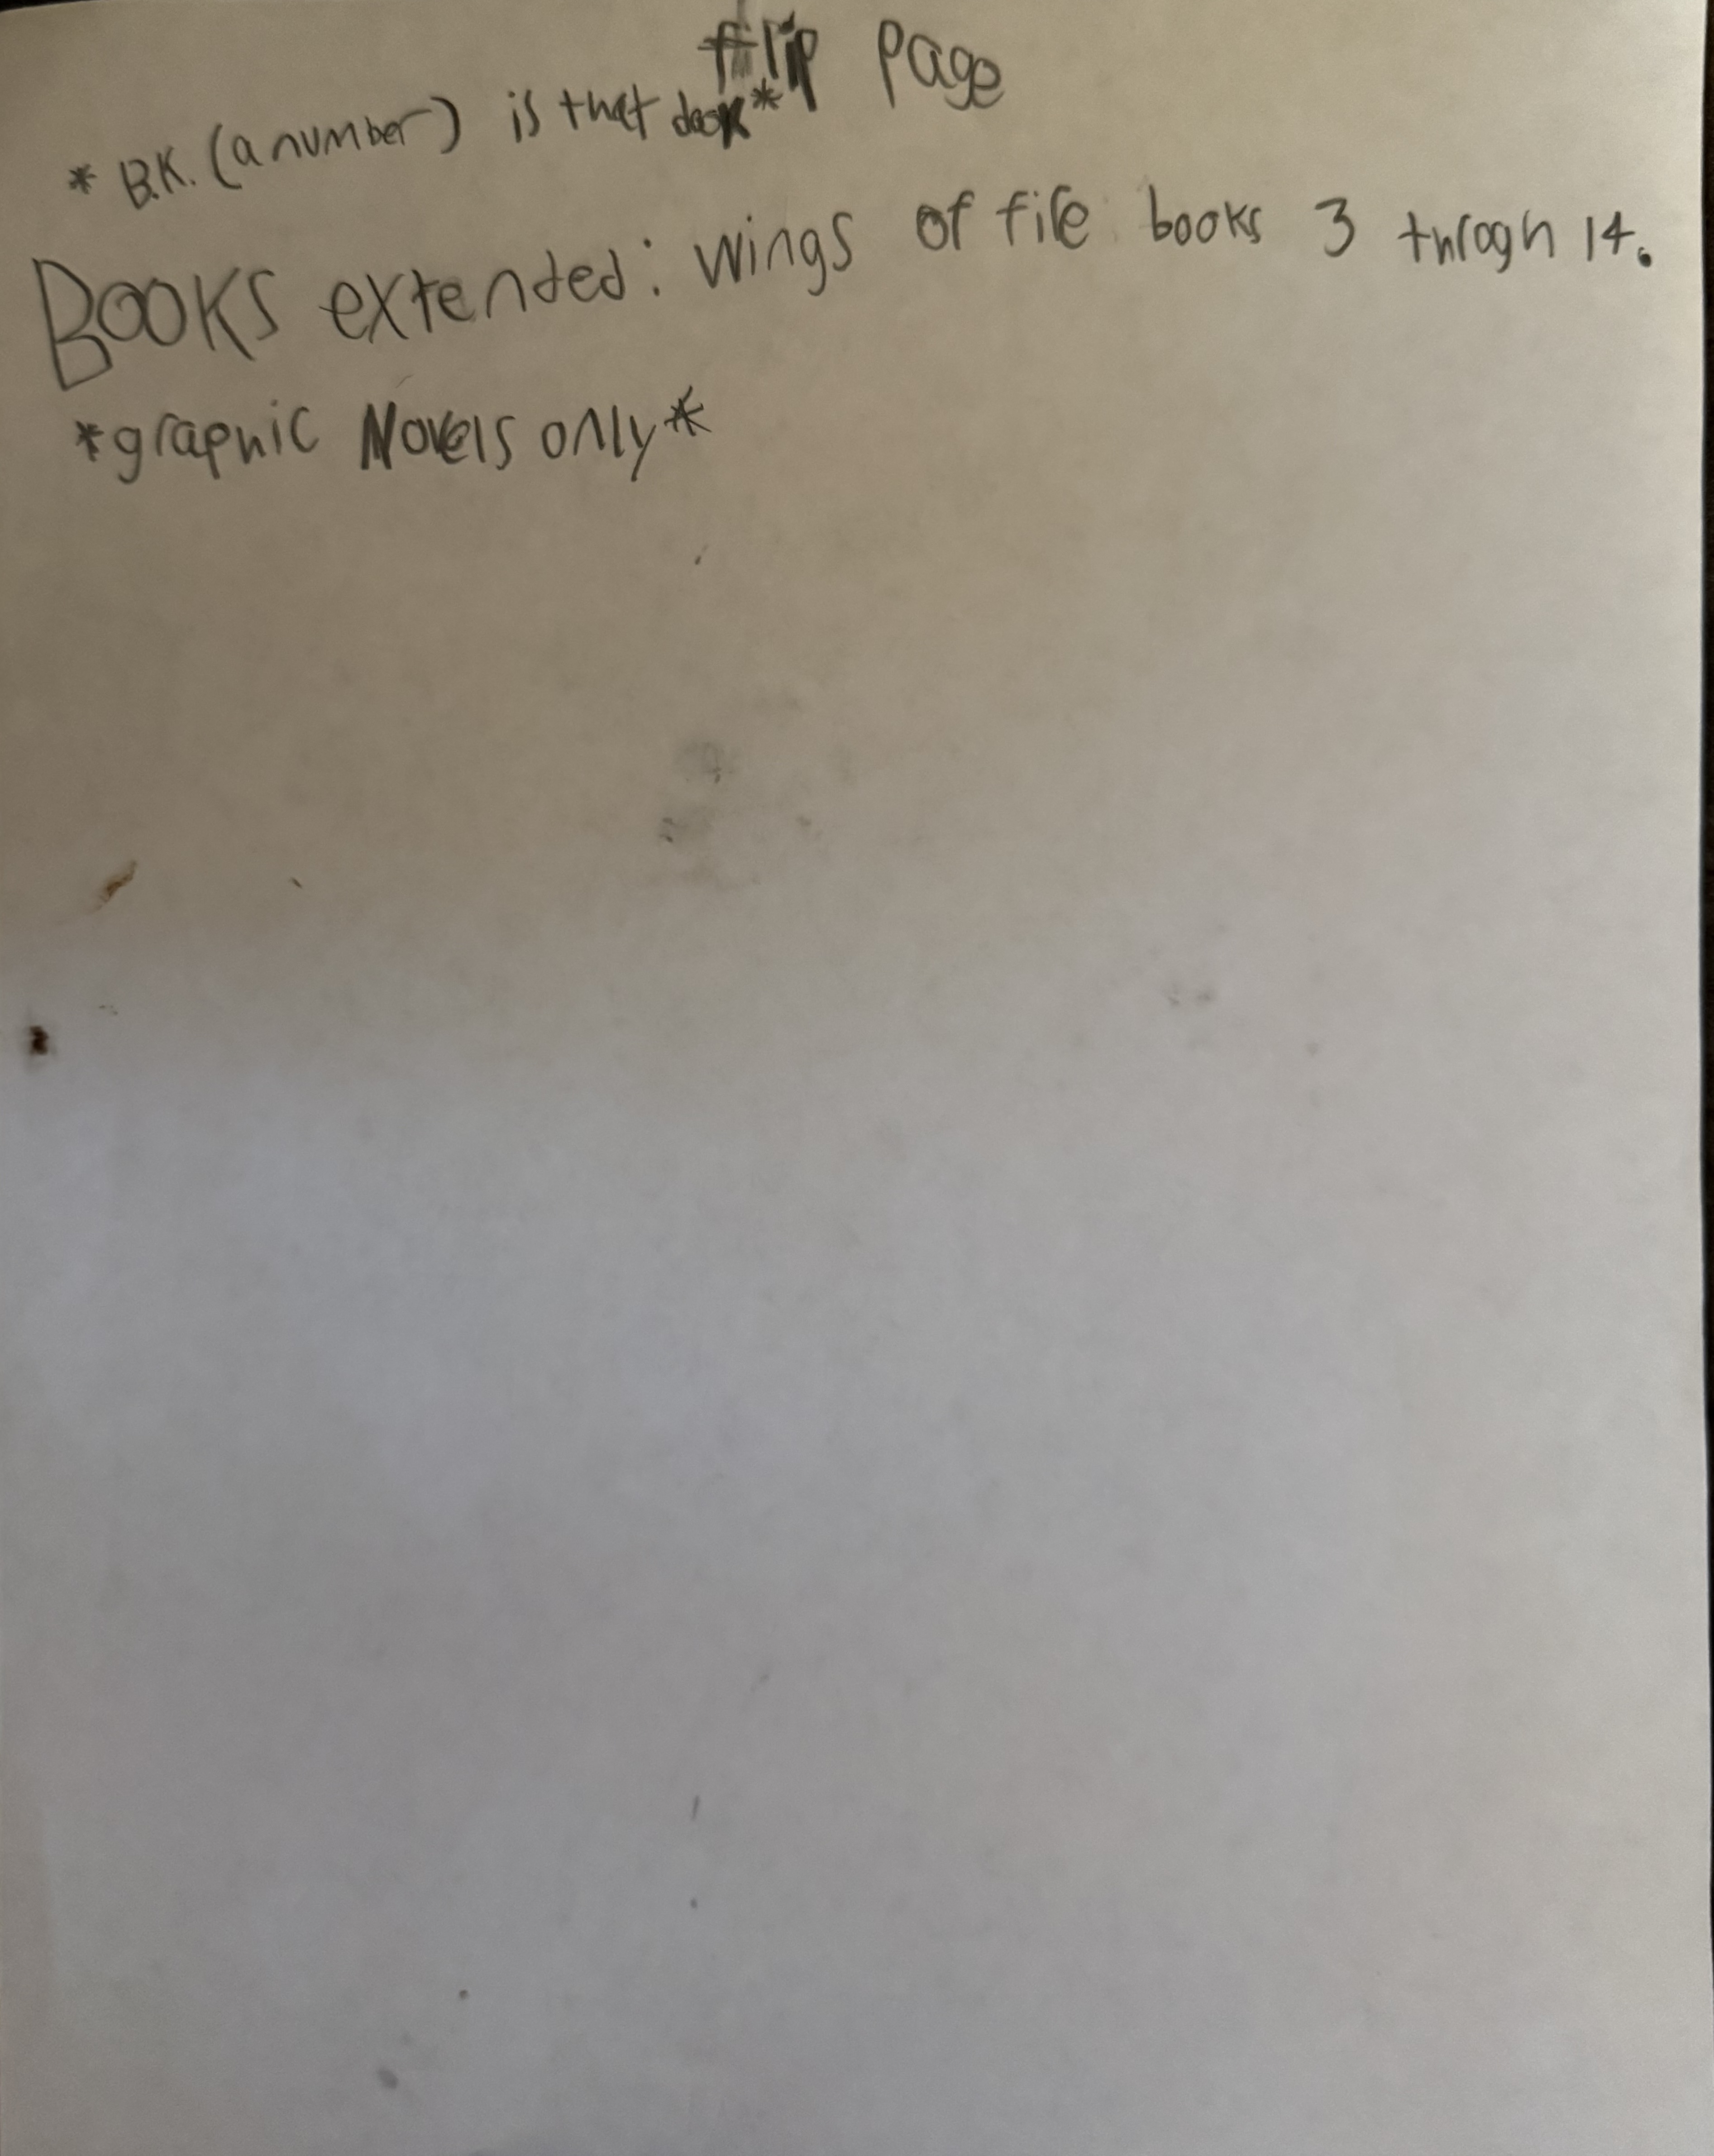 flip page
* B.K. (a number) is that book*
Books extended: wings of fire books 3 throgh 14.
*graphic Novels only*